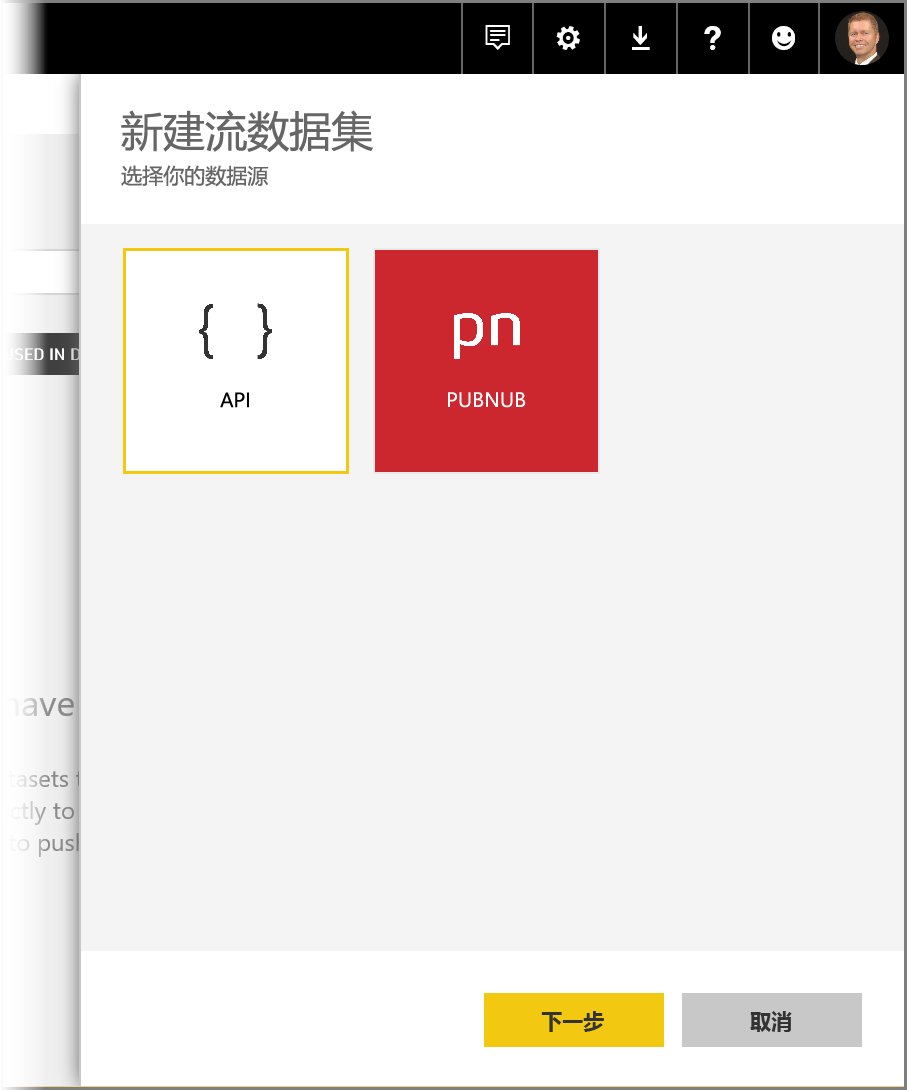 新建流数据集
选择你的数据源
{ }
API
pn
PUBNUB
USED IN D
have
tasets t
ctly to
to push
下一步
取消